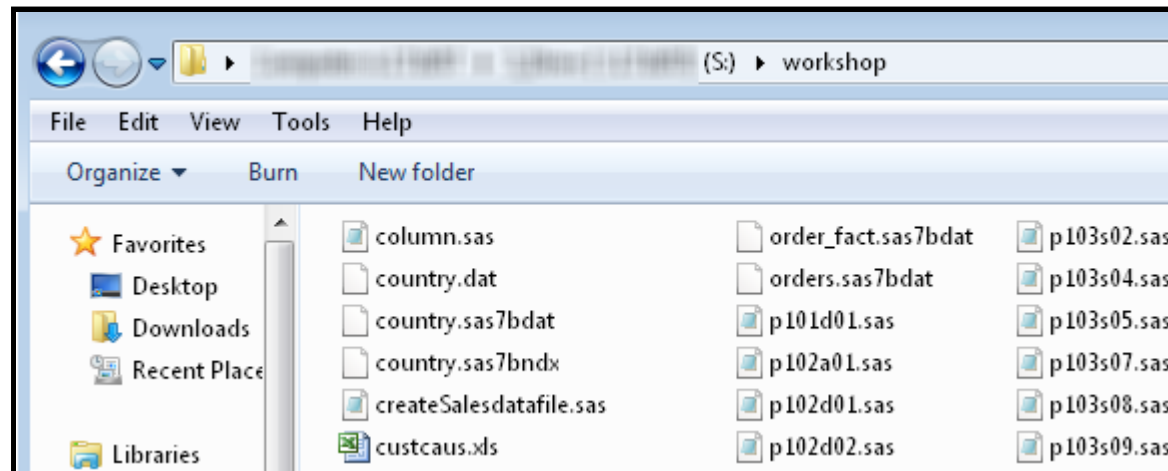 (S:) workshop
File Edit View Tools Help
Organize Burn New folder
Favorites
Desktop
Downloads
Recent Place
Libraries
column.sas
country.dat
country.sas7bdat
country.sas7bndx
createSalesdatafile.sas
custcaus.xls
order_fact.sas7bdat
orders.sas7bdat
p101d01.sas
p102a01.sas
p102d01.sas
p102d02.sas
p103s02.sas
p103s04.sas
p103s05.sas
p103s07.sas
p103s08.sas
p103s09.sas